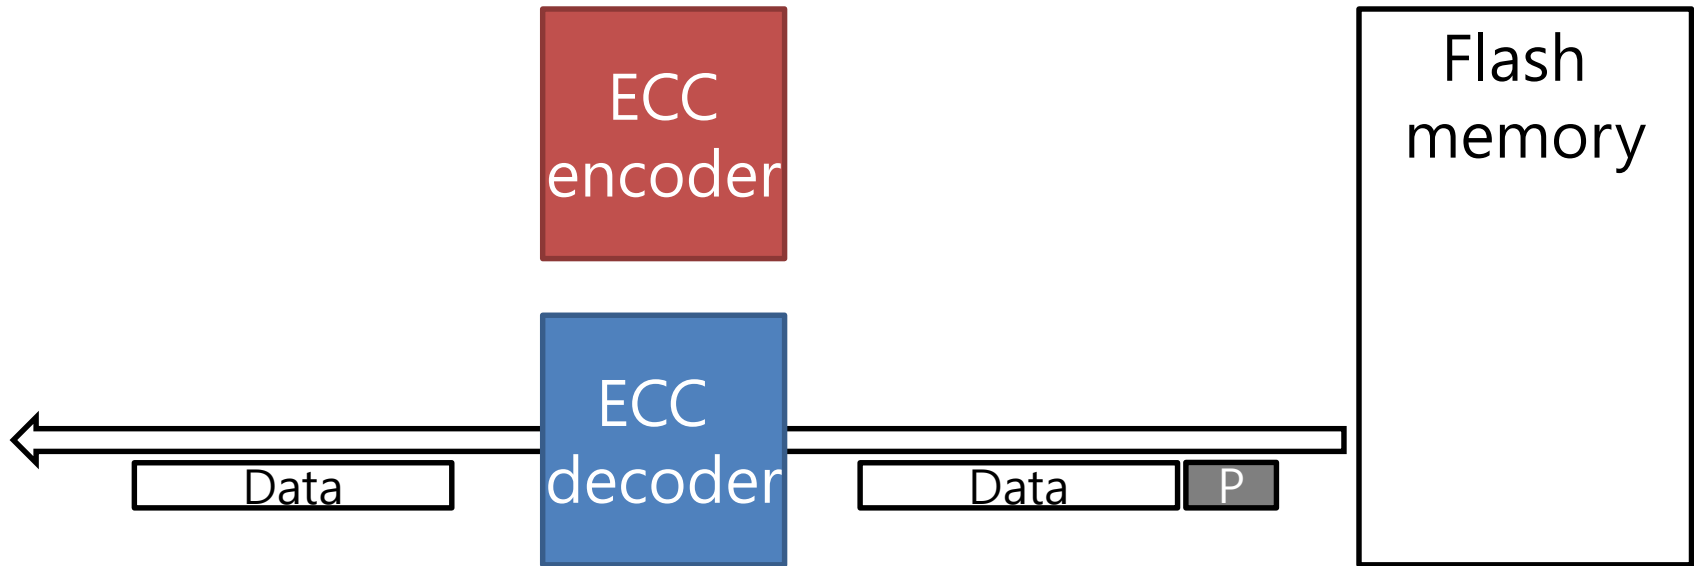 ECC
encoder
Flash
memory
ECC
decoder
Data
Data
P